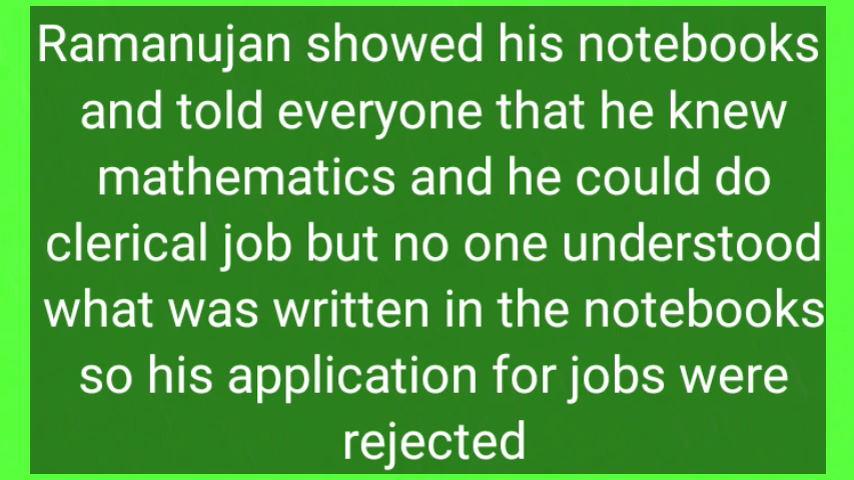 Ramanujan showed his notebooks
and told everyone that he knew
mathematics and he could do
clerical job but no one understood
what was written in the notebooks
so his application for jobs were
rejected